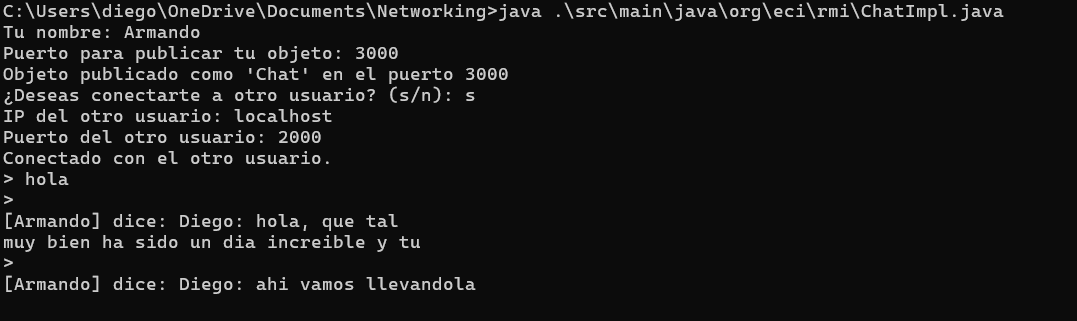 C:\Users\diego\OneDrive\Documents\Networking>java .\src\main\java\org\eci\rmi\ChatImpl.java
Tu nombre: Armando
Puerto para publicar tu objeto: 3000
Objeto publicado como 'Chat' en el puerto 3000
¿Deseas conectarte a otro usuario? (s/n): s
IP del otro usuario: localhost
Puerto del otro usuario: 2000
Conectado con el otro usuario.
> hola
>
[Armando] dice: Diego: hola, que tal
muy bien ha sido un dia increible y tu
>
[Armando] dice: Diego: ahi vamos llevandola